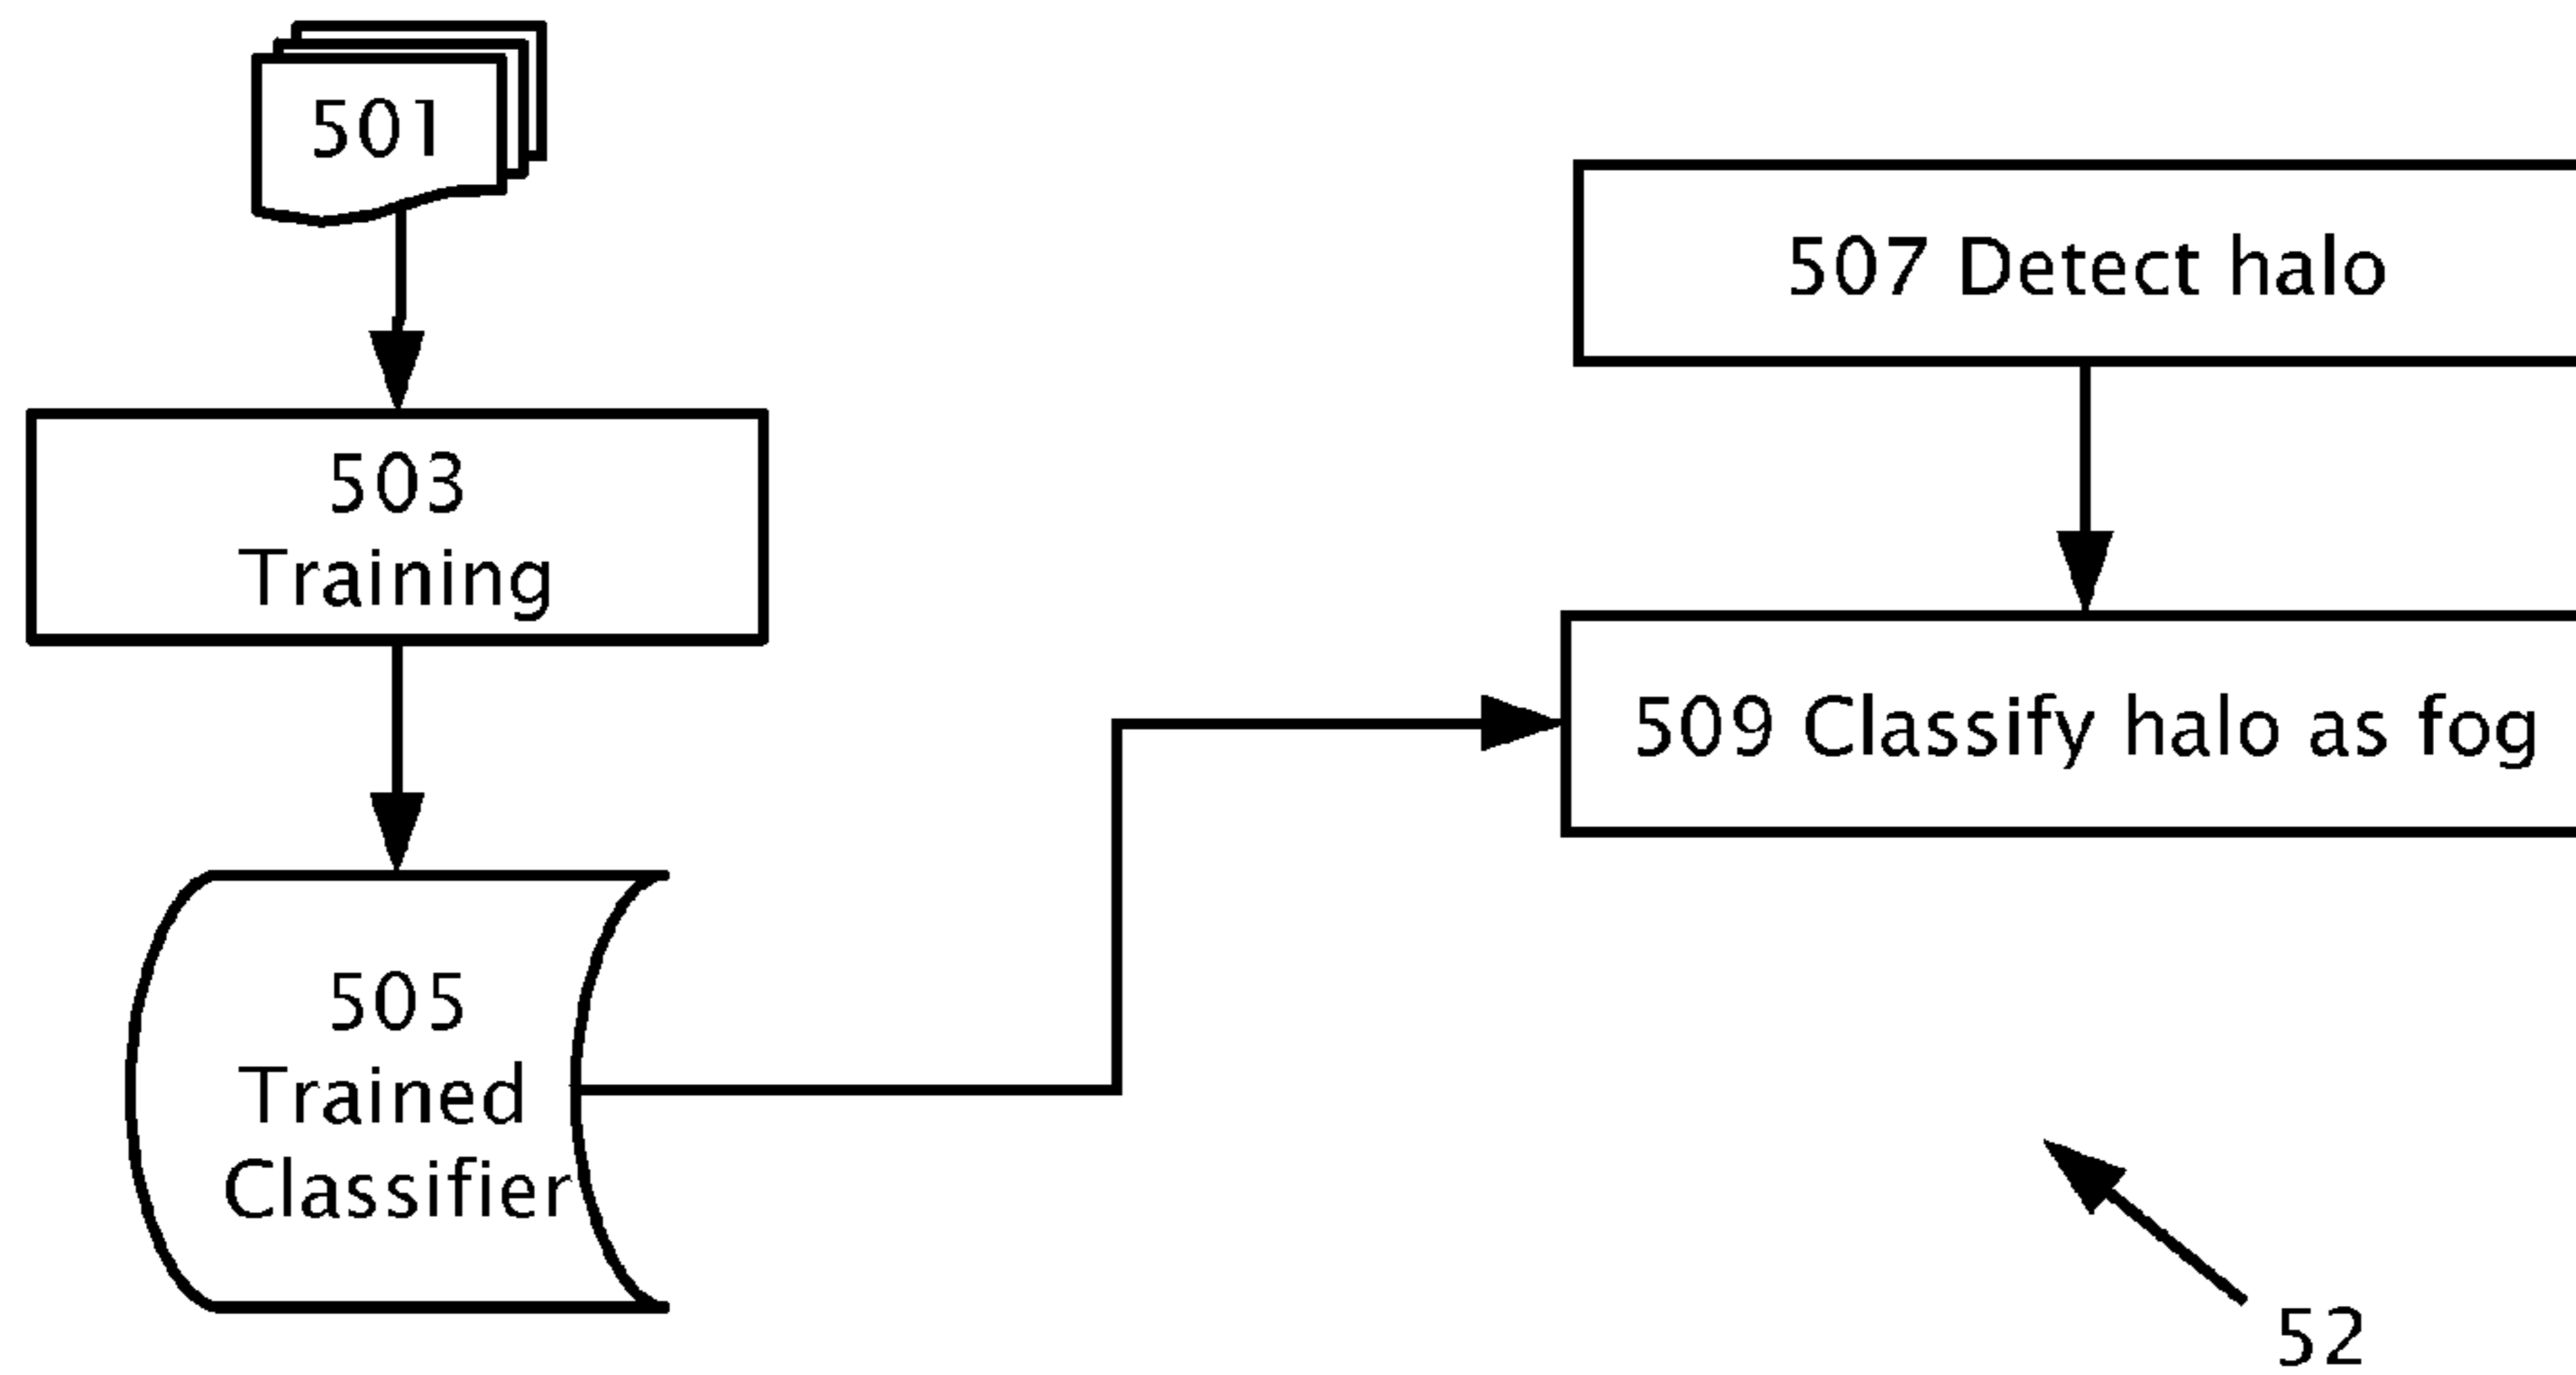 501
503
Training
505
Trained
Classifier
507 Detect halo
509 Classify halo as fog
52